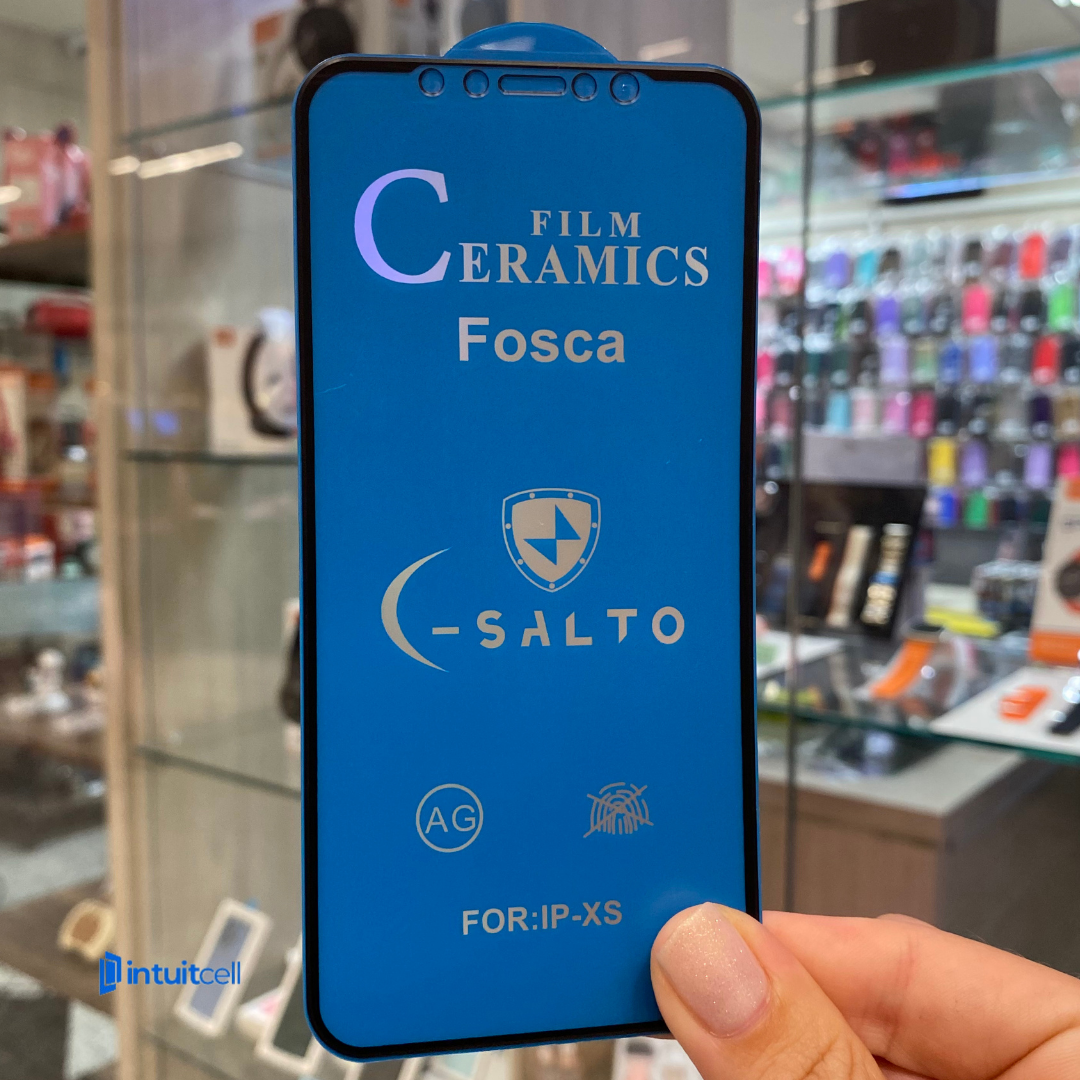 FILM
CERAMICS
Fosca
C-SALTO
AG
FOR:IP-XS
intuitcell